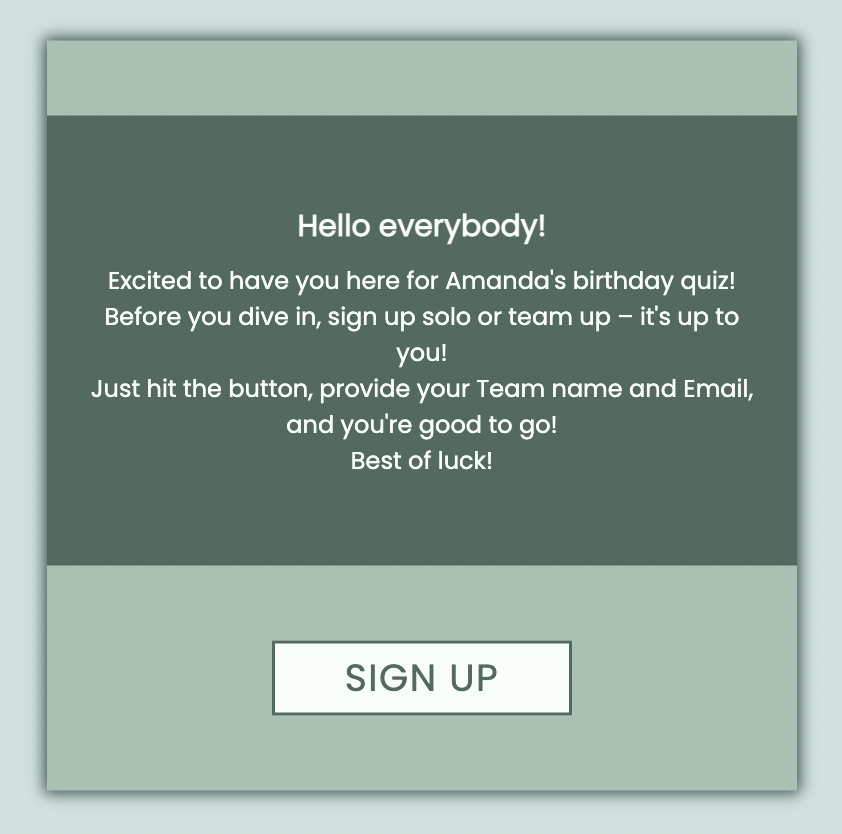 Hello everybody!
Excited to have you here for Amanda's birthday quiz!
Before you dive in, sign up solo or team up – it's up to
you!
Just hit the button, provide your Team name and Email,
and you're good to go!
Best of luck!
SIGN UP